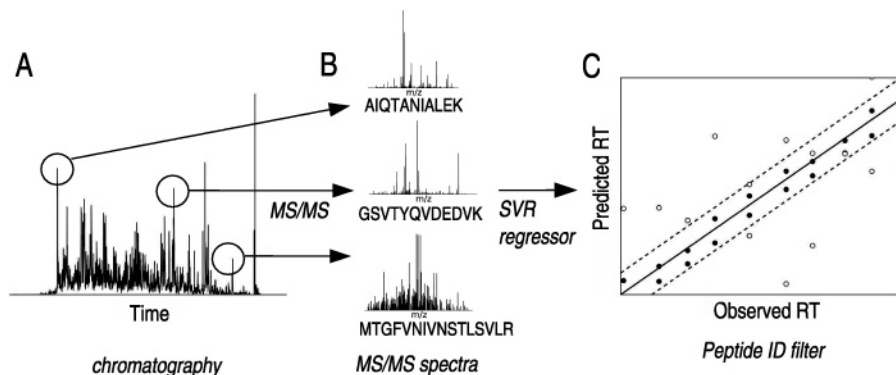 A
B
C
m/z
AIQTANIALEK
m/z
GSVTYQVDEDVK
m/z
MTGFVNIVNSTLSVLR
MS/MS
SVR
regressor
Predicted RT
Time
Observed RT
chromatography
MS/MS spectra
Peptide ID filter